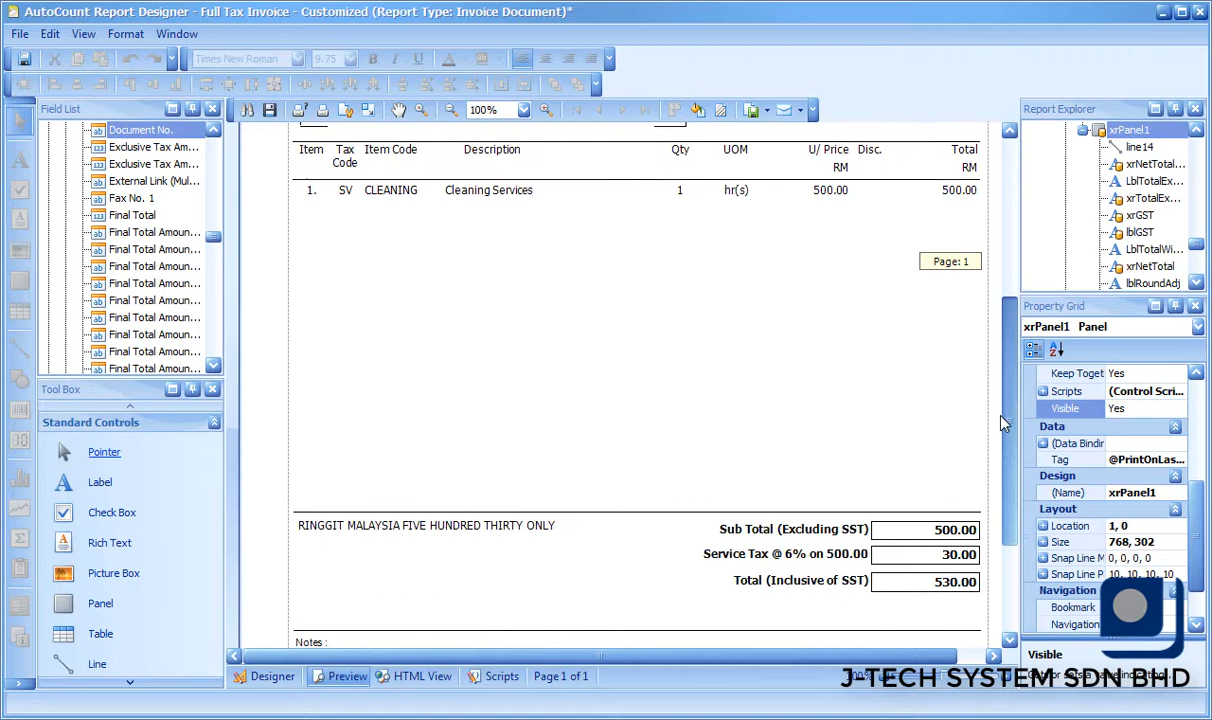 AutoCount Report Designer - Full Tax Invoice - Customized (Report Type: Invoice Document)*
File Edit View Format Window
Times New Roman 9.75 B I U A
Field List
Document No.
Exclusive Tax Am...
Exclusive Tax Am...
External Link (Mul...
Fax No. 1
Final Total
Final Total Amoun...
Final Total Amoun...
Final Total Amoun...
Final Total Amoun...
Final Total Amoun...
Final Total Amoun...
Final Total Amoun...
Final Total Amoun...
Final Total Amoun...
Tool Box
Standard Controls
Pointer
Label
Check Box
Rich Text
Picture Box
Panel
Table
Line
100%
Item Tax Code Item Code Description Qty UOM U/ Price RM Disc. Total RM
1. SV CLEANING Cleaning Services 1 hr(s) 500.00 500.00
Page: 1
RINGGIT MALAYSIA FIVE HUNDRED THIRTY ONLY
Sub Total (Excluding SST) 500.00
Service Tax @ 6% on 500.00 30.00
Total (Inclusive of SST) 530.00
Notes :
Designer Preview HTML View Scripts Page 1 of 1 100%
Report Explorer
xrPanel1
line14
xrNetTotal...
LblTotalEx...
xrTotalEx...
xrGST
lblGST
LblTotalWi...
xrNetTotal
lblRoundAdj
Property Grid
xrPanel1 Panel
Keep Toget Yes
Scripts (Control Scri...
Visible Yes
Data
(Data Bindin
Tag @PrintOnLas...
Design
(Name) xrPanel1
Layout
Location 1, 0
Size 768, 302
Snap Line M 0, 0, 0, 0
Snap Line P 10, 10, 10, 10
Navigation
Bookmark
Navigation
Visible
J-TECH SYSTEM SDN BHD